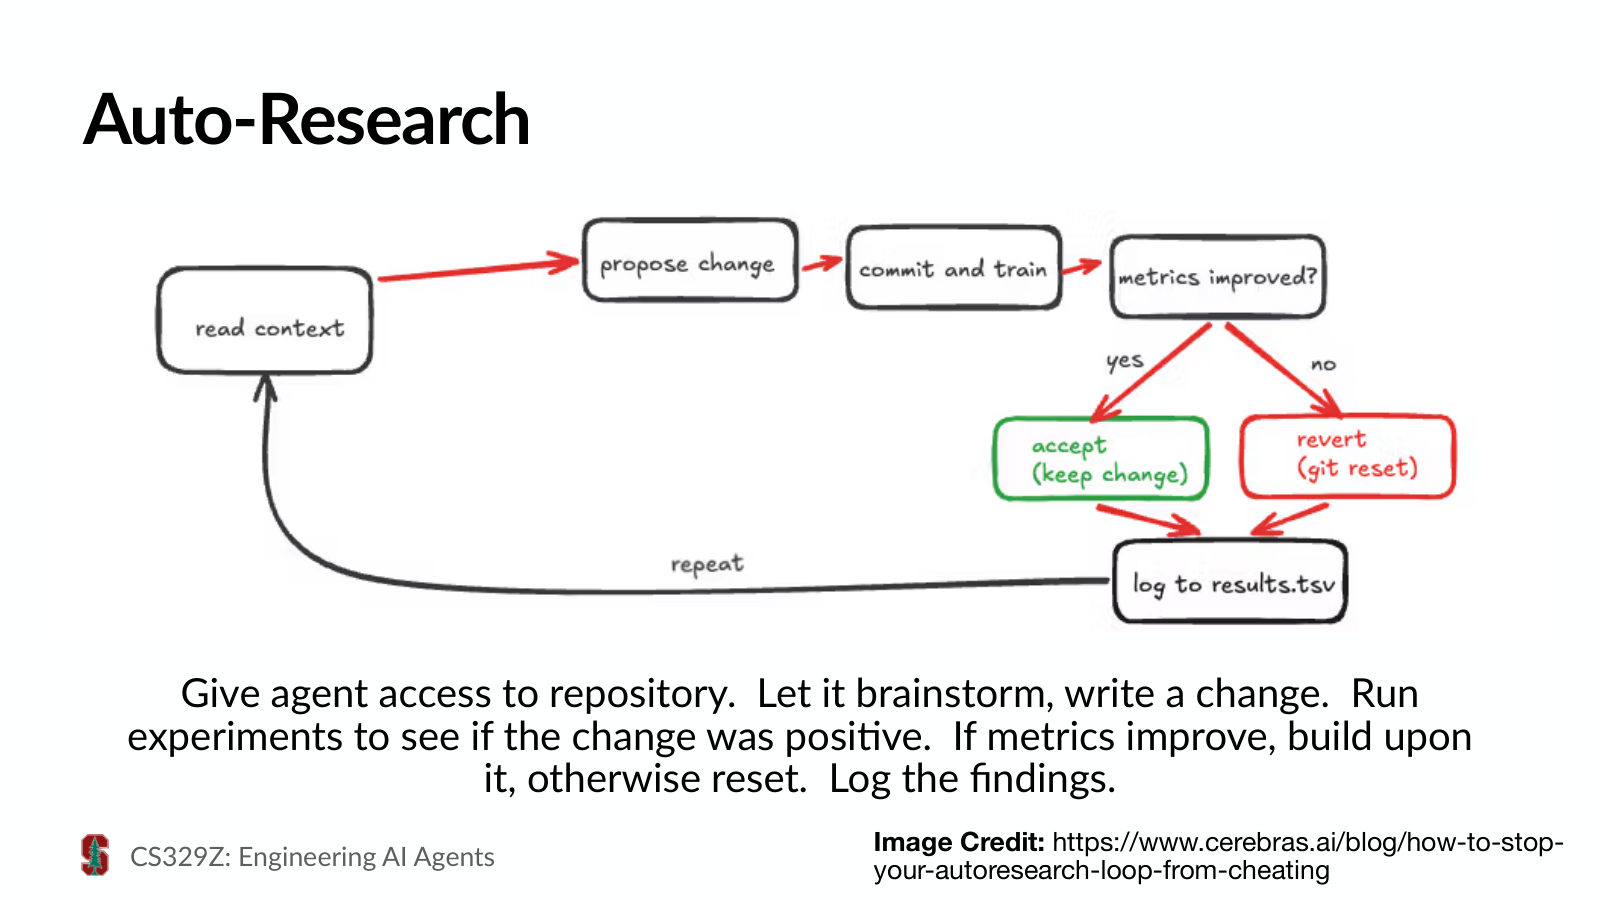 Auto-Research
read context
propose change
commit and train
metrics improved?
yes
no
accept
(keep change)
revert
(git reset)
log to results.tsv
repeat
Give agent access to repository.  Let it brainstorm, write a change.  Run
experiments to see if the change was positive.  If metrics improve, build upon
it, otherwise reset.  Log the findings.
CS329Z: Engineering AI Agents
Image Credit: https://www.cerebras.ai/blog/how-to-stop-
your-autoresearch-loop-from-cheating